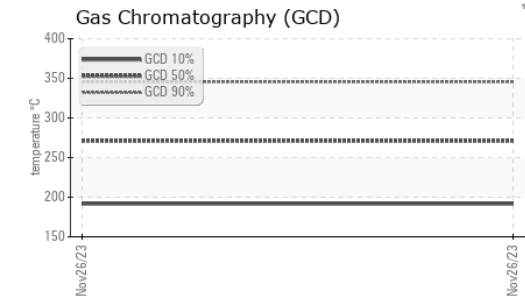 Gas Chromatography (GCD)
400
GCD 10%
GCD 50%
GCD 90%
350
300
250
200
150
temperature °C
Nov26/23
Nov26/23